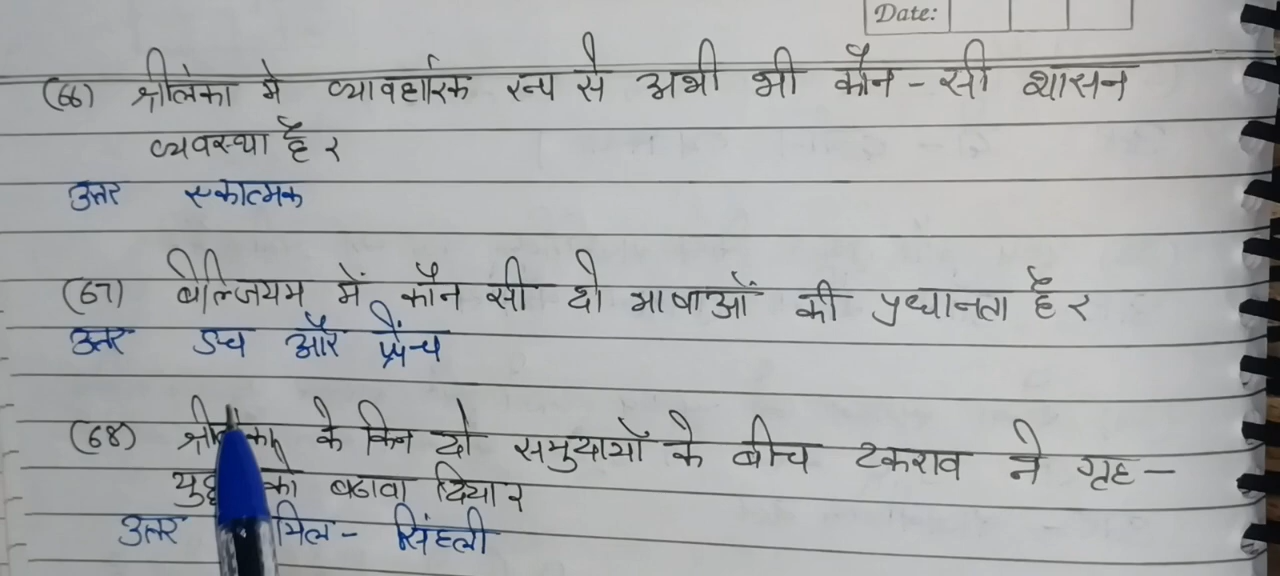 Date:
(66) श्रीलंका मे व्यावहारिक रूप से अभी भी कौन - सी शासन
व्यवस्था है ?
उत्तर एकात्मक
(67) बेल्जियम में कौन सी दो भाषाओं की प्रधानता है ?
उत्तर डच और फ्रेंच
(68) के किन दो समुदायों के बीच टकराव ने गृह -
को बढावा दिया ?
उत्तर - सिंहली